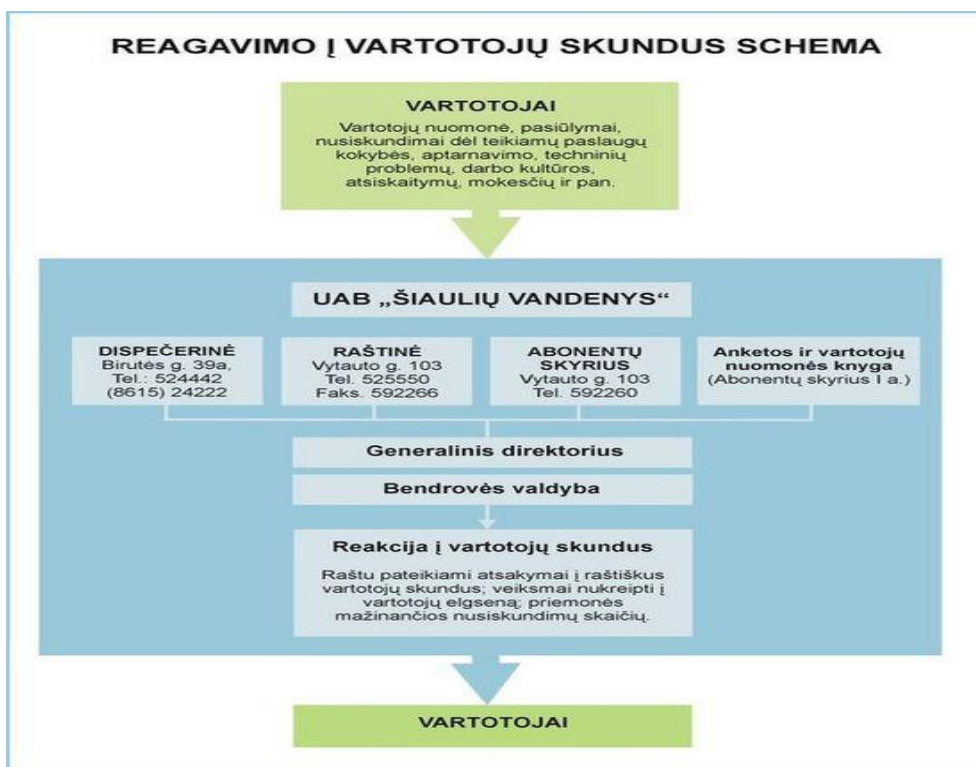 REAGAVIMO Į VARTOTOJŲ SKUNDUS SCHEMA
VARTOTOJAI
Vartotojų nuomonė, pasiūlymai,
nusiskundimai dėl teikiamų paslaugų
kokybės, aptarnavimo, techninių
problemų, darbo kultūros,
atsiskaitymų, mokesčių ir pan.
UAB „ŠIAULIŲ VANDENYS“
DISPEČERINĖ
Birutės g. 39a,
Tel.: 524442
(8615) 24222
RAŠTINĖ
Vytauto g. 103
Tel. 525550
Faks. 592266
ABONENTŲ
SKYRIUS
Vytauto g. 103
Tel. 592260
Anketos ir vartotojų
nuomonės knyga
(Abonentų skyrius I a.)
Generalinis direktorius
Bendrovės valdyba
Reakcija į vartotojų skundus
Raštu pateikiami atsakymai į raštiškus
vartotojų skundus; veiksmai nukreipti į
vartotojų elgseną; priemonės
mažinančios nusiskundimų skaičių.
VARTOTOJAI